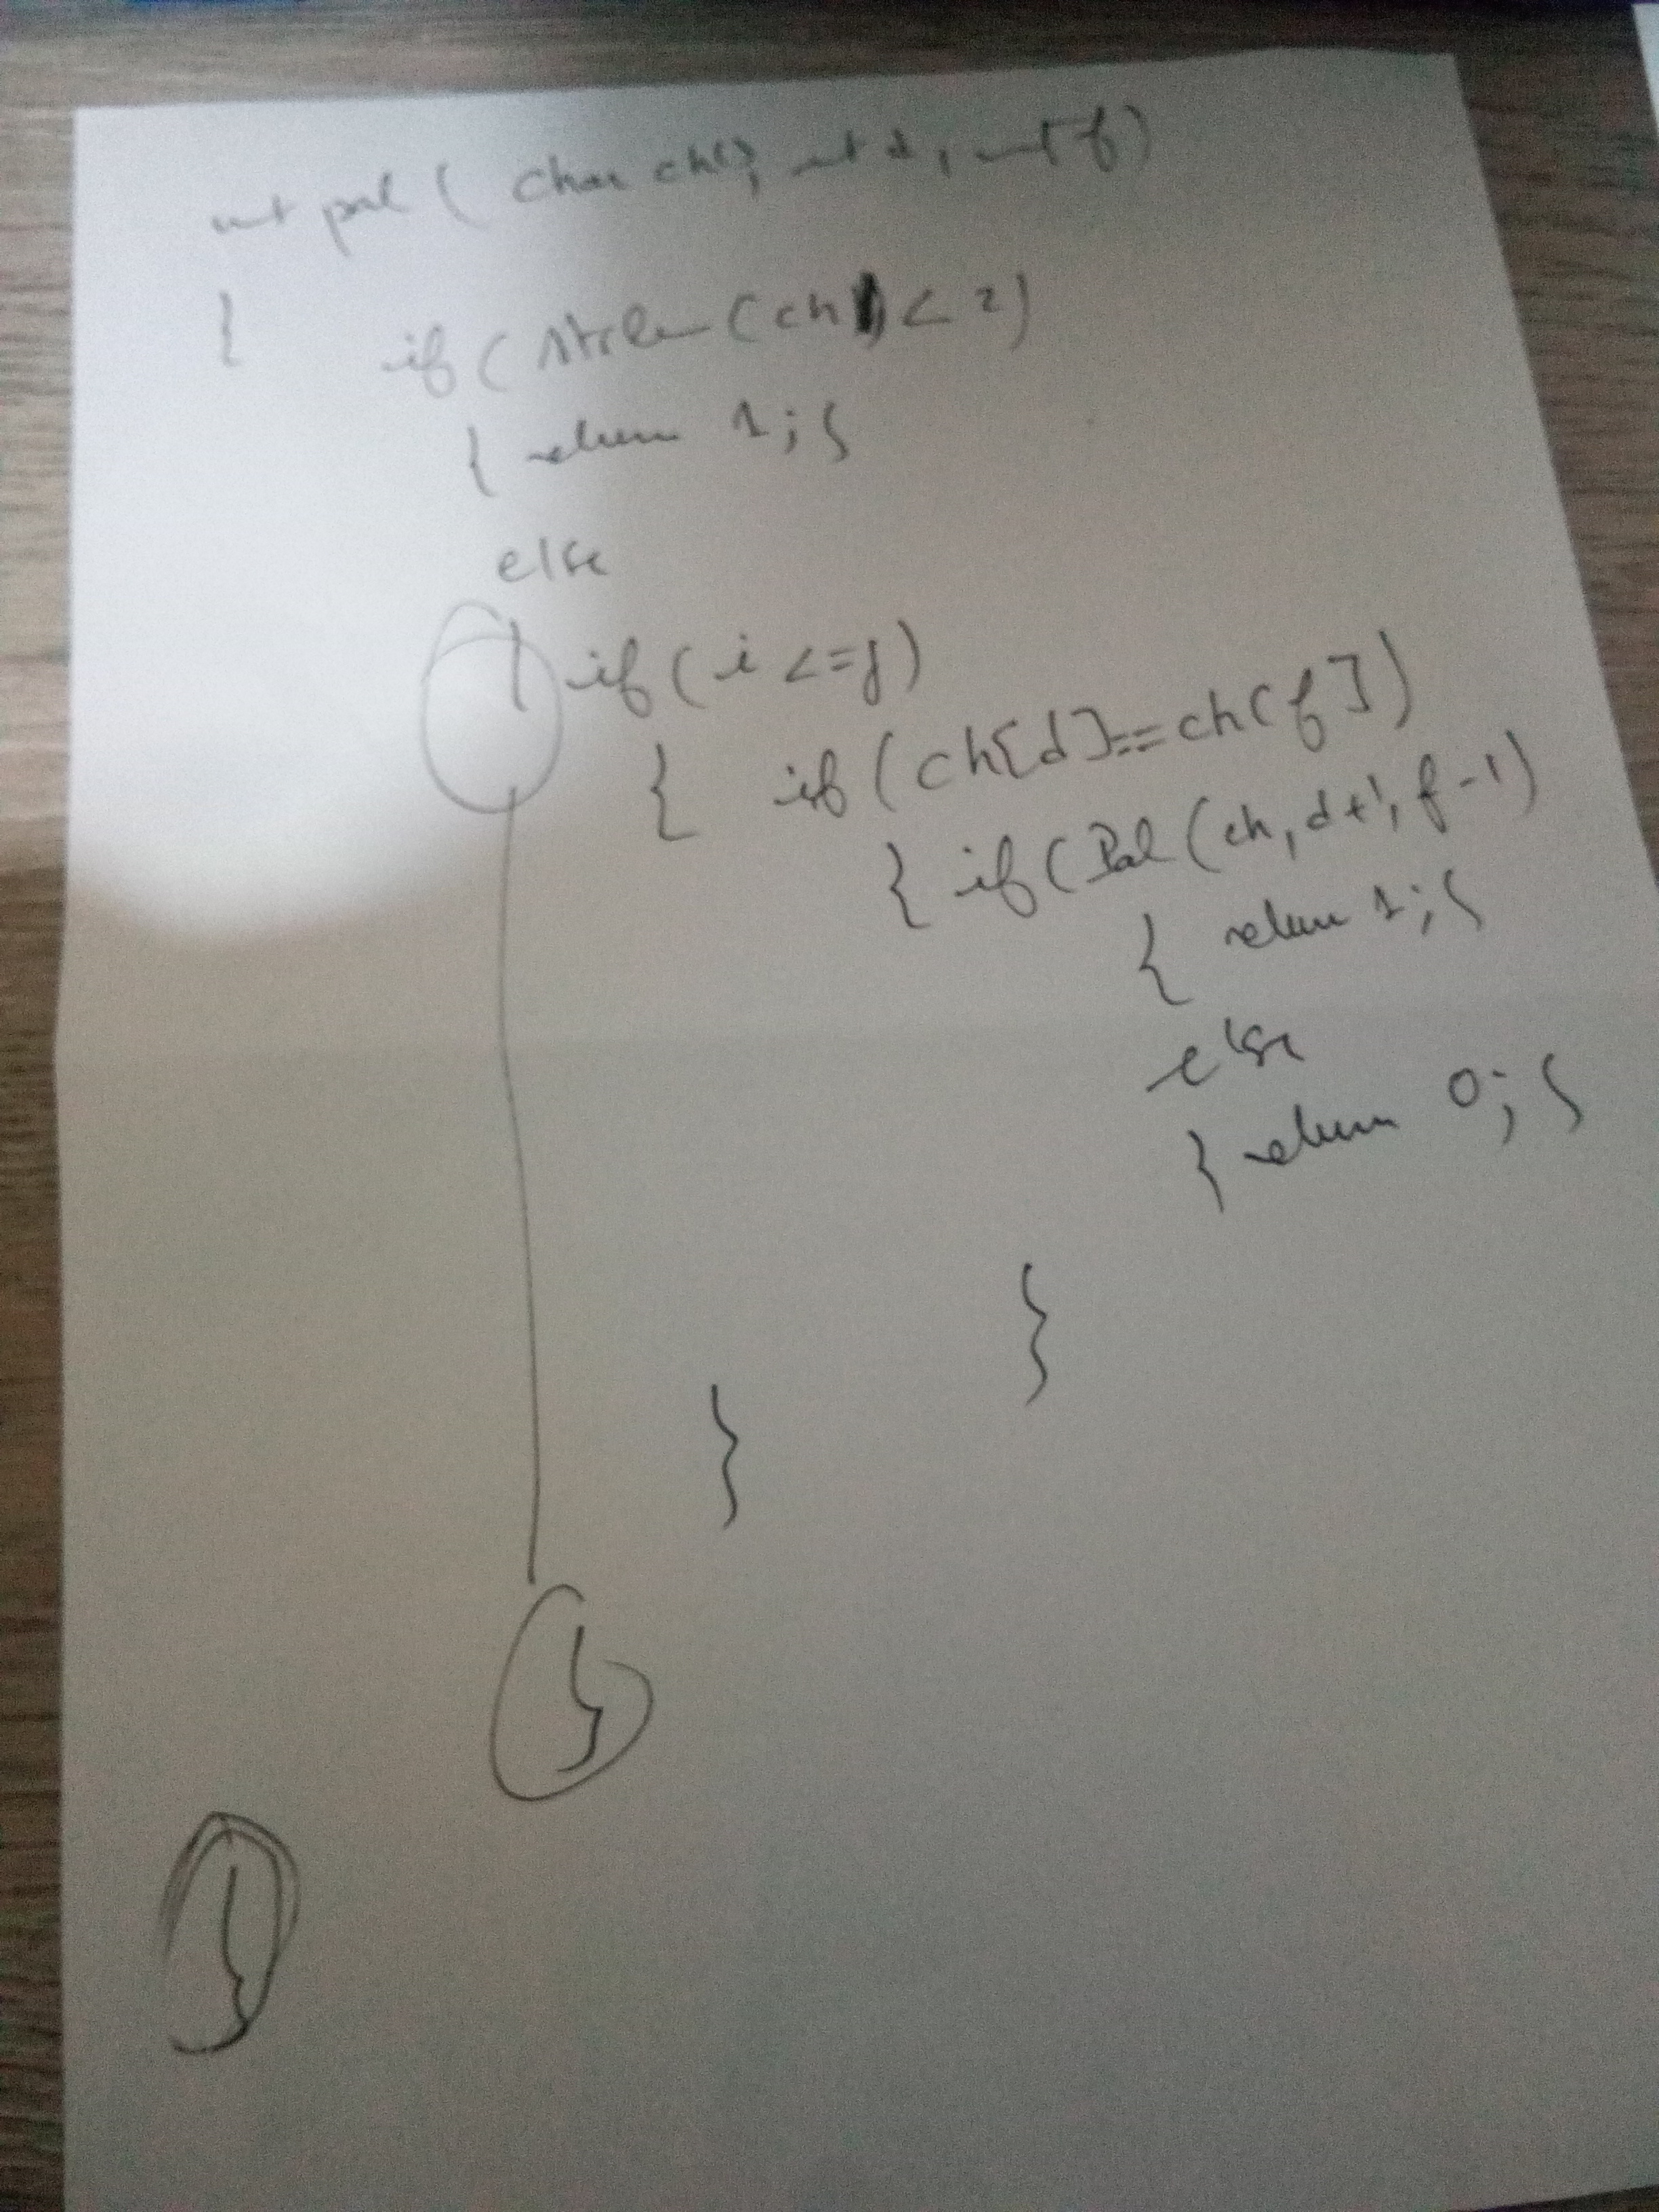 int pal ( char ch[], int d, int f)
{ if ( strlen (ch) < 2)
{ return 1; }
else
{ if ( i <= j)
{ if ( ch[d] == ch[f])
{ if ( Pal ( ch, d+1, f-1)
{ return 1; }
else
{ return 0; }
}
}
}
}